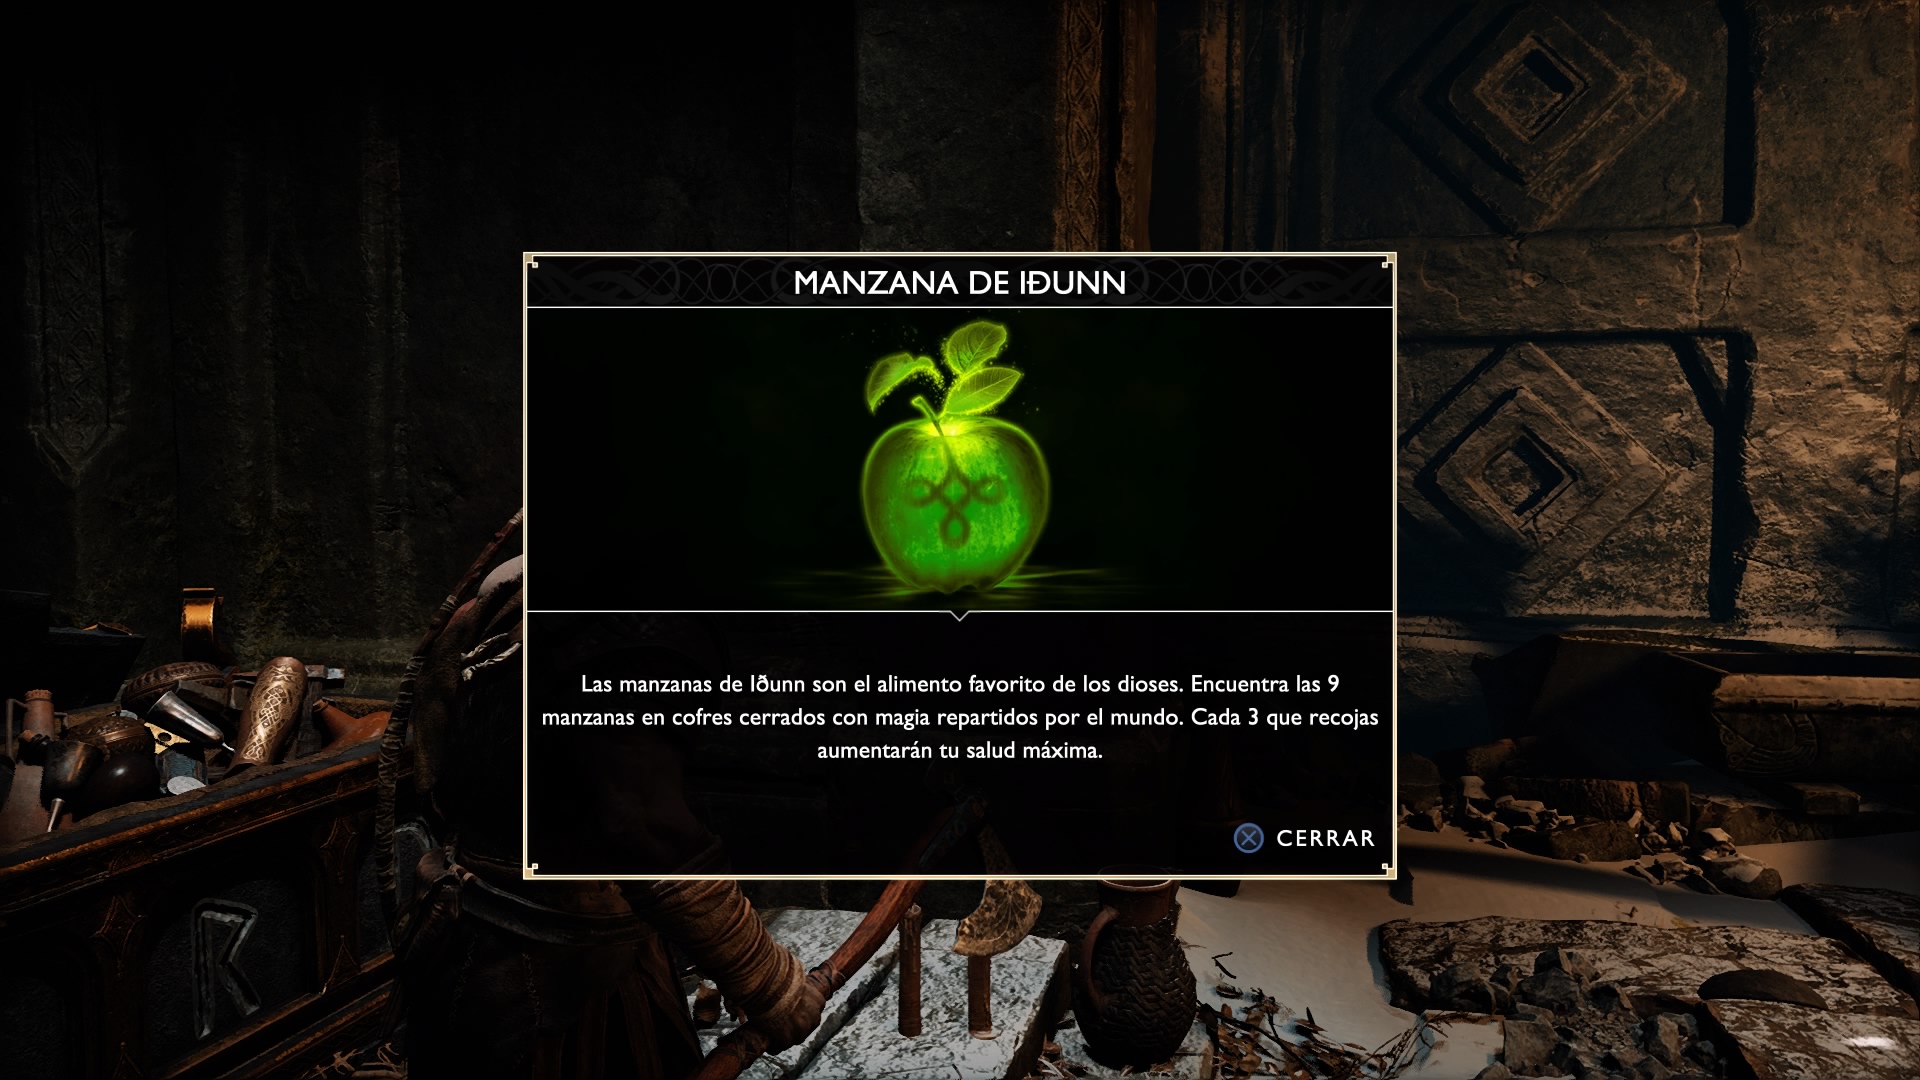 MANZANA DE IÐUNN
Las manzanas de Iðunn son el alimento favorito de los dioses. Encuentra las 9
manzanas en cofres cerrados con magia repartidos por el mundo. Cada 3 que recojas
aumentarán tu salud máxima.
CERRAR